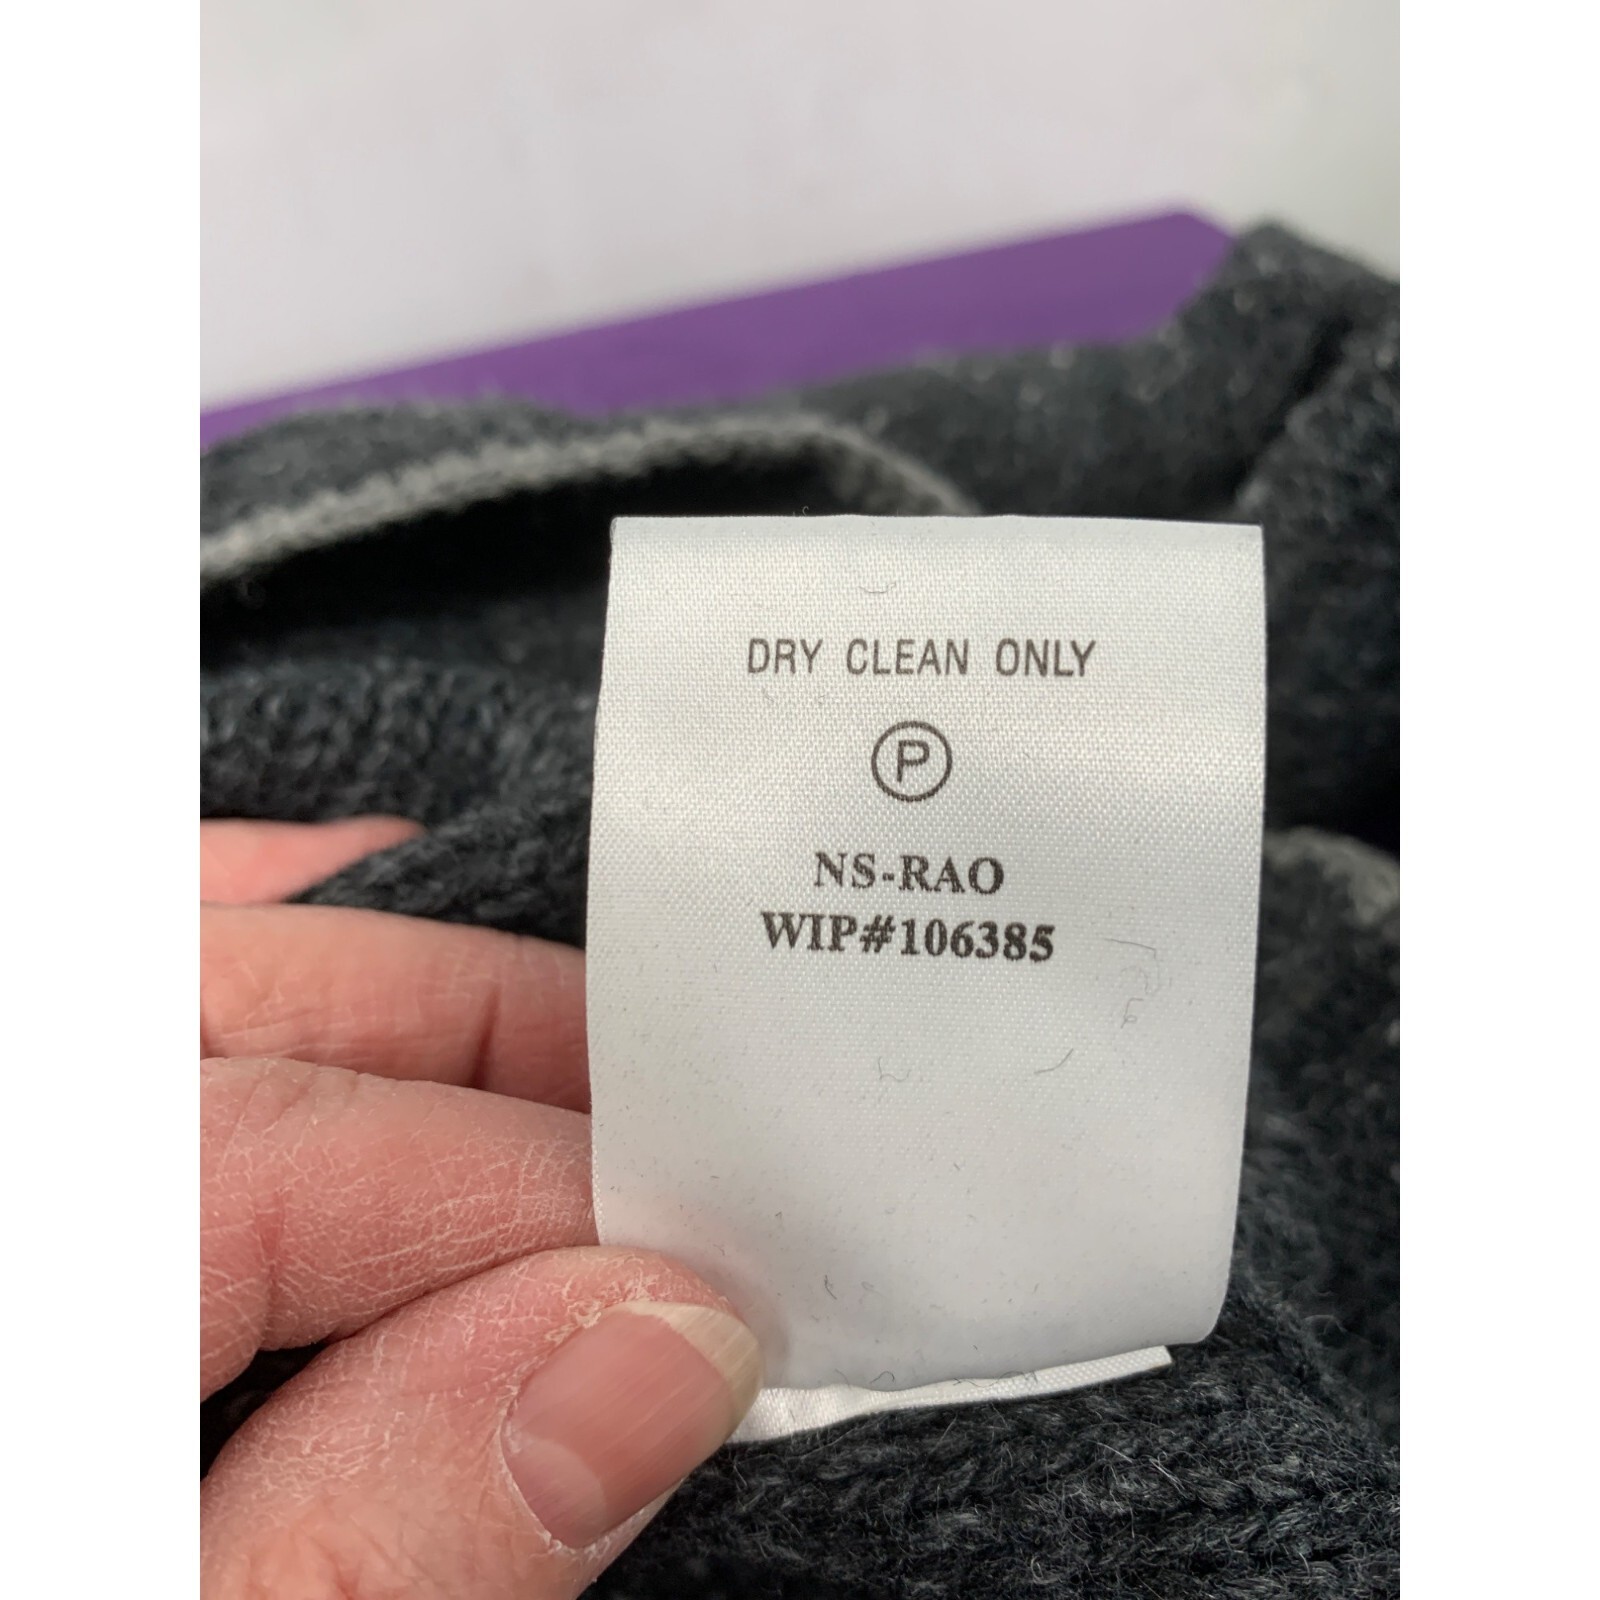 DRY CLEAN ONLY
P
NS-RAO
WIP#106385